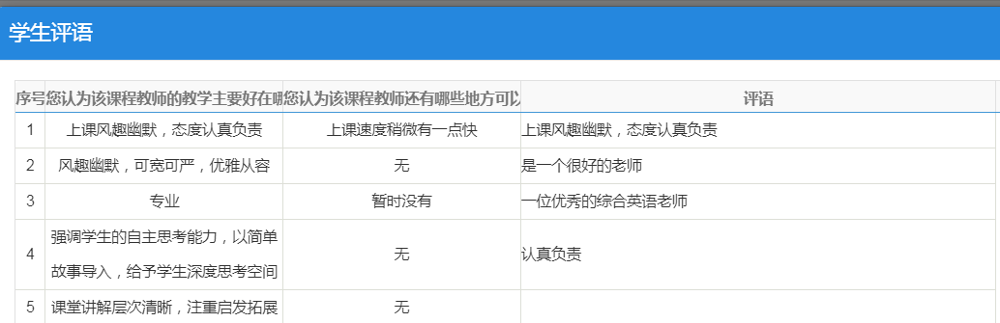 学生评语
序号 您认为该课程教师的教学主要好在哪 您认为该课程教师还有哪些地方可以 评语
1 上课风趣幽默，态度认真负责 上课速度稍微有一点快 上课风趣幽默，态度认真负责
2 风趣幽默，可宽可严，优雅从容 无 是一个很好的老师
3 专业 暂时没有 一位优秀的综合英语老师
4 强调学生的自主思考能力，以简单 无 认真负责
故事导入，给予学生深度思考空间
5 课堂讲解层次清晰，注重启发拓展 无